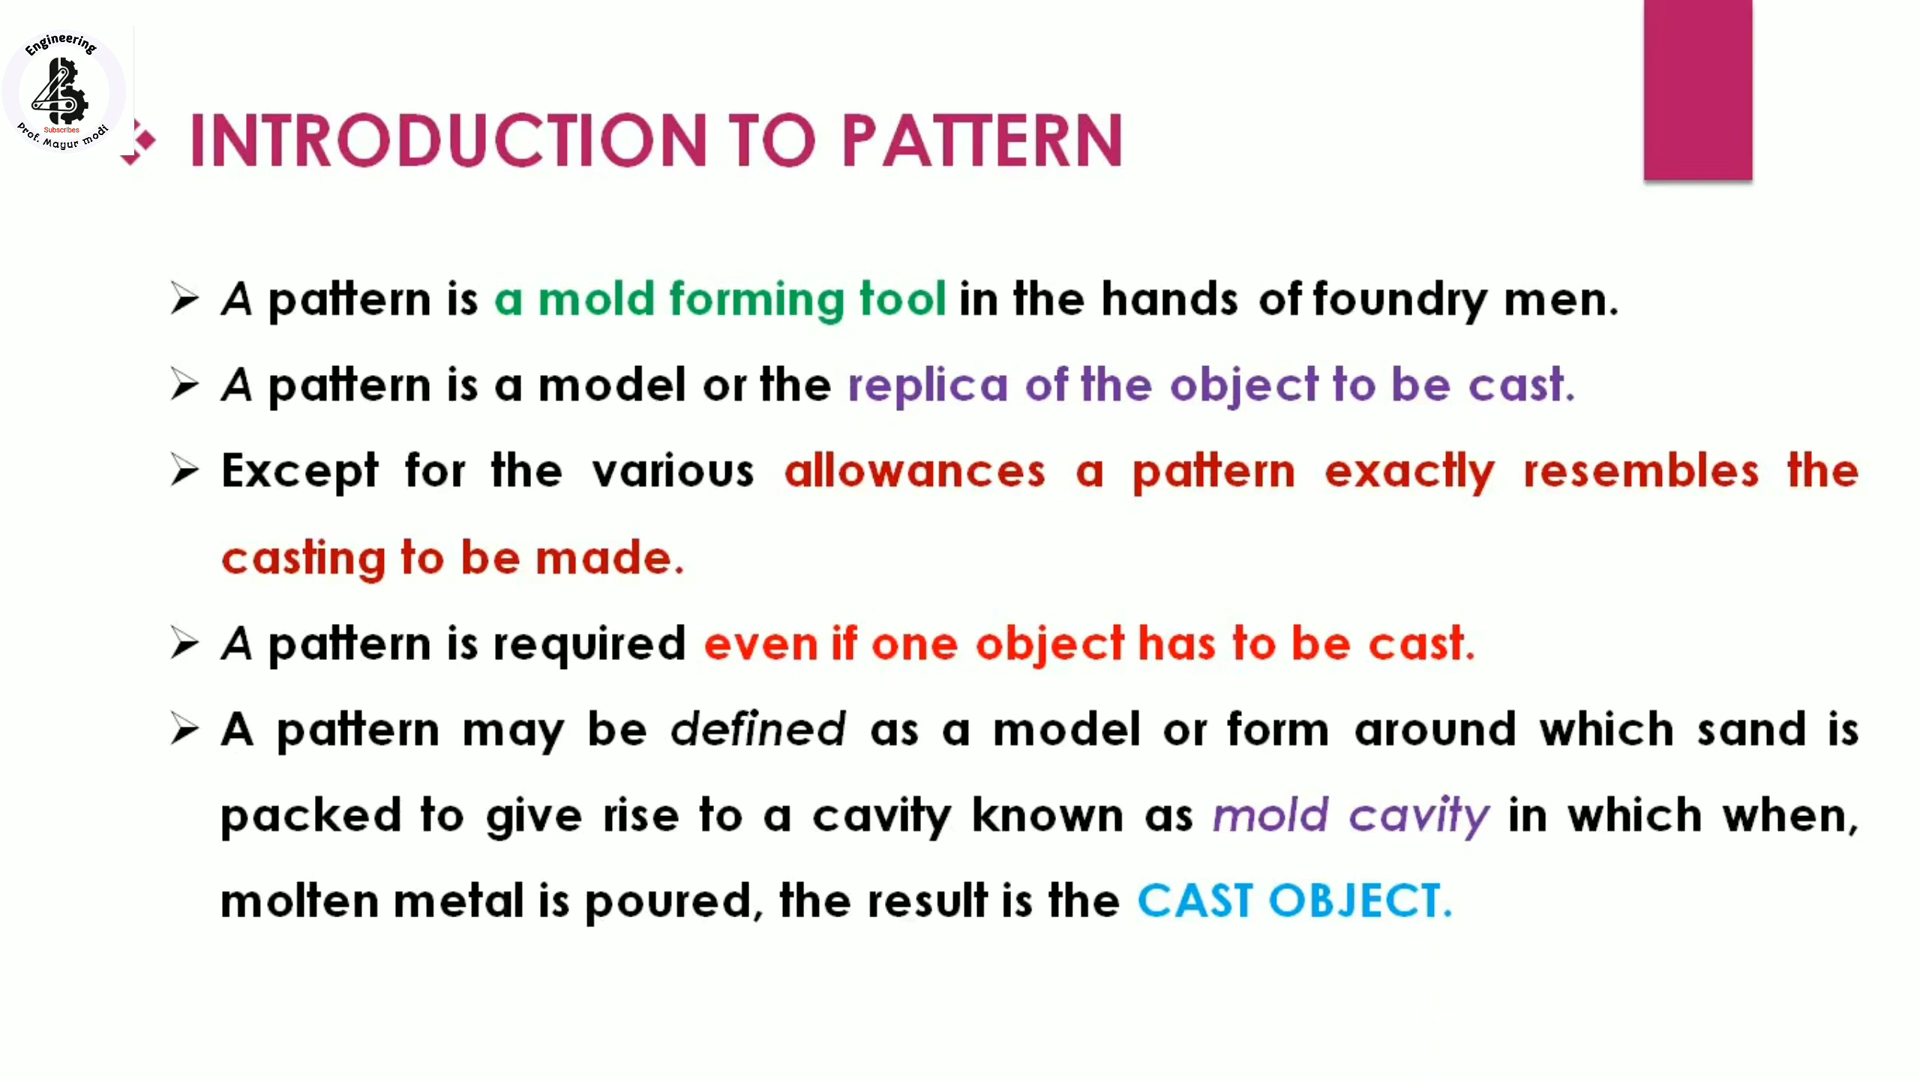 Engineering
Subscribes
Prof. Mayur modi
INTRODUCTION TO PATTERN
A pattern is a mold forming tool in the hands of foundry men.
A pattern is a model or the replica of the object to be cast.
Except for the various allowances a pattern exactly resembles the
casting to be made.
A pattern is required even if one object has to be cast.
A pattern may be defined as a model or form around which sand is
packed to give rise to a cavity known as mold cavity in which when,
molten metal is poured, the result is the CAST OBJECT.